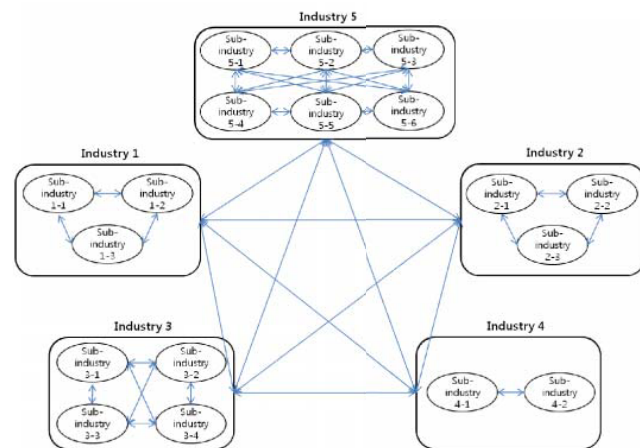 Industry 5
Sub-
industry
5-1
Sub-
industry
5-2
Sub-
industry
5-3
Sub-
industry
5-4
Sub-
industry
5-5
Sub-
industry
5-6
Industry 1
Sub-
industry
1-1
Sub-
industry
1-2
Sub-
industry
1-3
Industry 2
Sub-
industry
2-1
Sub-
industry
2-2
Sub-
industry
2-3
Industry 3
Sub-
industry
3-1
Sub-
industry
3-2
Sub-
industry
3-3
Sub-
industry
3-4
Industry 4
Sub-
industry
4-1
Sub-
industry
4-2